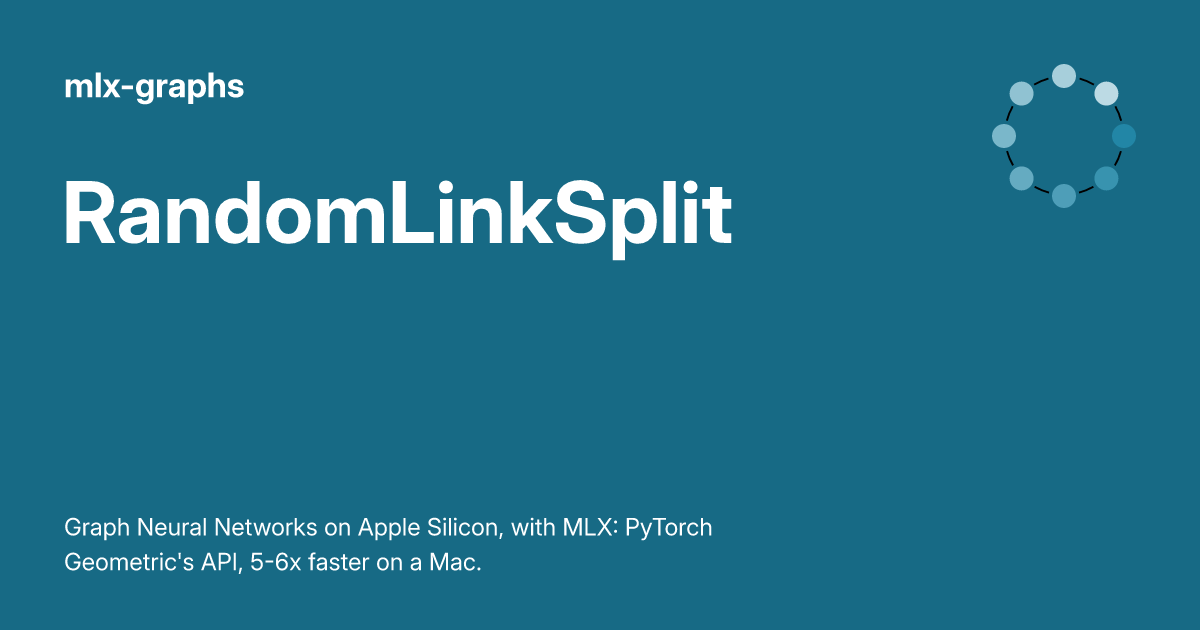 mlx-graphs
RandomLinkSplit
Graph Neural Networks on Apple Silicon, with MLX: PyTorch
Geometric's API, 5-6x faster on a Mac.